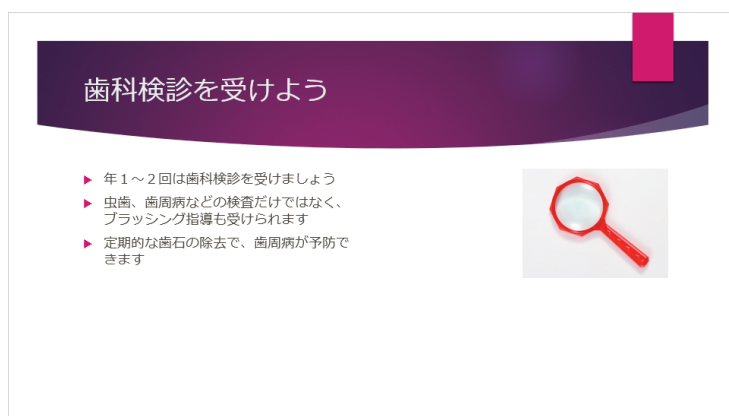 歯科検診を受けよう
年１～２回は歯科検診を受けましょう
虫歯、歯周病などの検査だけではなく、
ブラッシング指導も受けられます
定期的な歯石の除去で、歯周病が予防で
きます